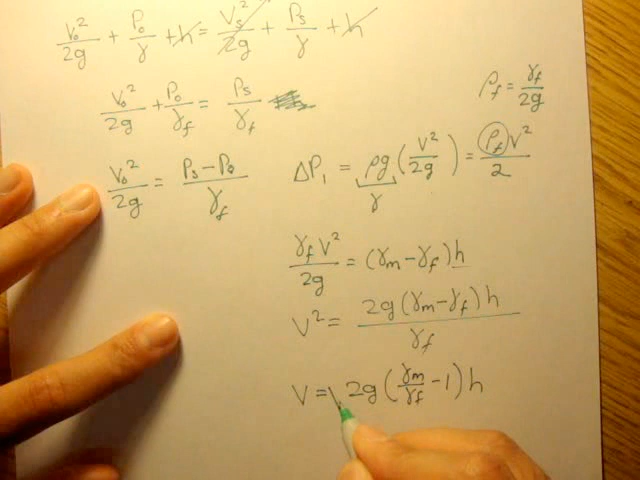 V₀²/2g + P₀/γ + h = Vₛ²/2g + Pₛ/γ + h
V₀²/2g + P₀/γf = Pₛ/γf
ρf = γf/2g
V₀²/2g = Pₛ − P₀/γf
ΔP₁ = ρg (V²/2g) = ρf V²/2
γ
γf V²/2g = (γm − γf) h
V² = 2g (γm − γf) h/γf
V = √2g (γm/γf − 1) h